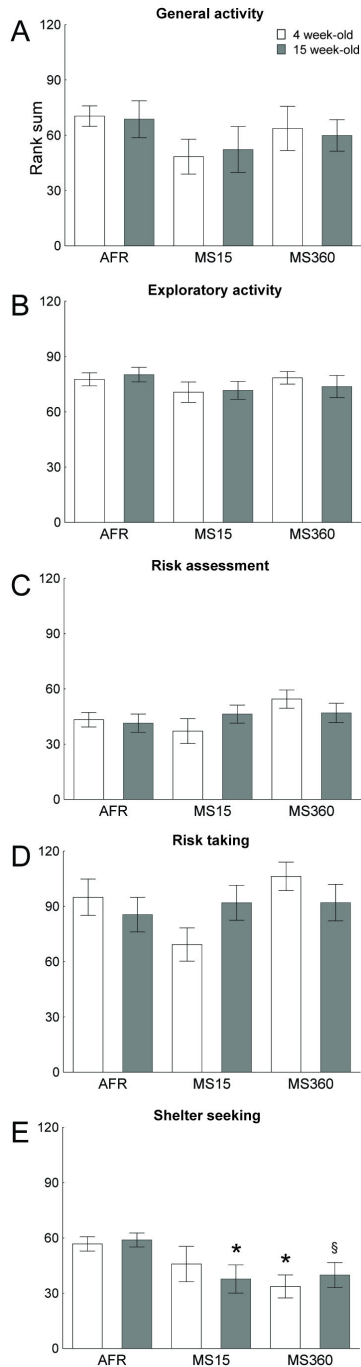 A
General activity
4 week-old
15 week-old
Rank sum
120
90
60
30
0
AFR MS15 MS360
B
Exploratory activity
120
90
60
30
0
AFR MS15 MS360
C
Risk assessment
120
90
60
30
0
AFR MS15 MS360
D
Risk taking
120
90
60
30
0
AFR MS15 MS360
E
Shelter seeking
120
90
60
30
0
* * §
AFR MS15 MS360